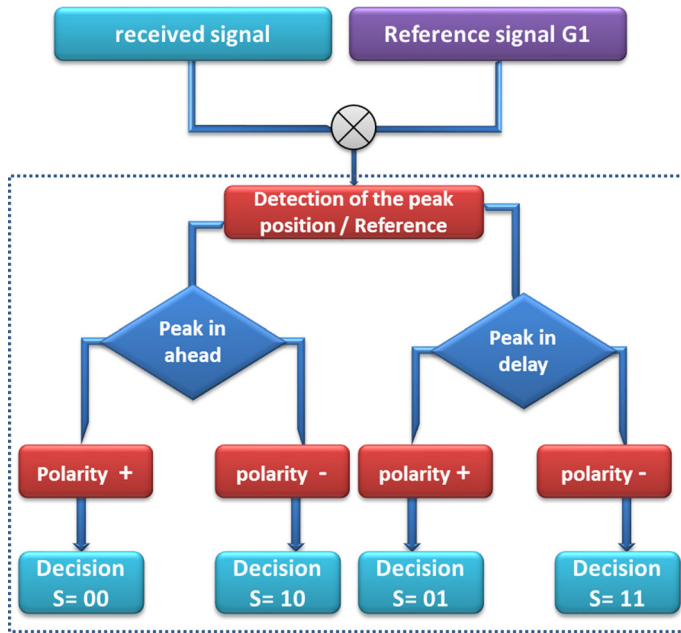 received signal
Reference signal G1
Detection of the peak
position / Reference
Peak in
ahead
Peak in
delay
Polarity +
polarity -
polarity +
polarity -
Decision
S= 00
Decision
S= 10
Decision
S= 01
Decision
S= 11